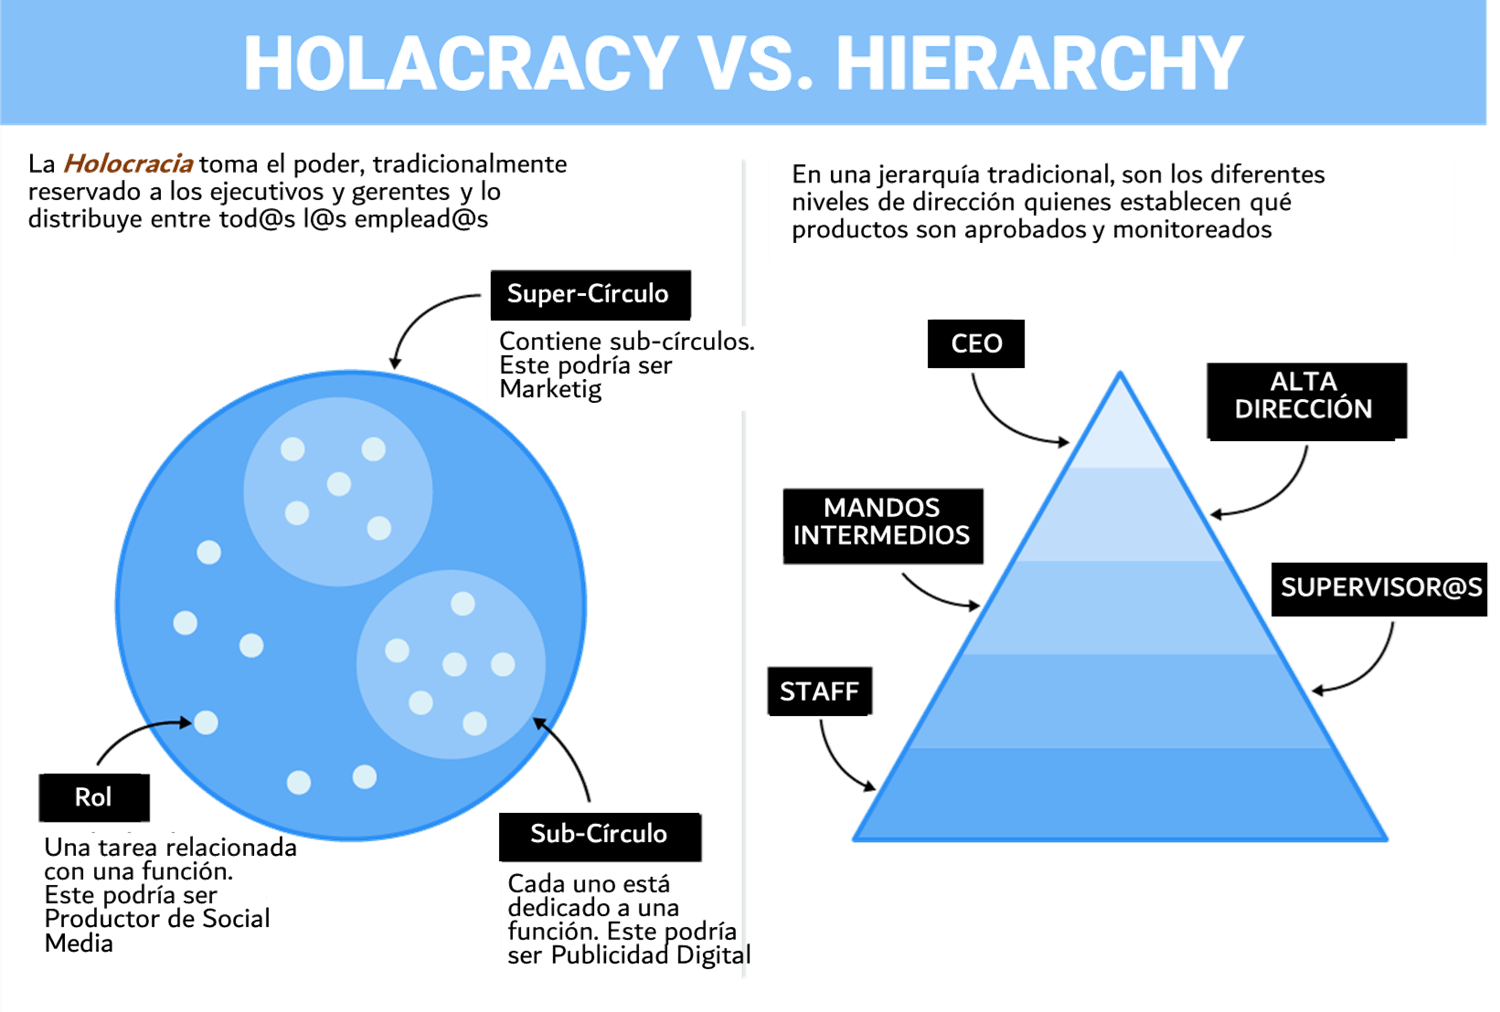 HOLACRACY VS. HIERARCHY
La Holocracia toma el poder, tradicionalmente
reservado a los ejecutivos y gerentes y lo
distribuye entre tod@s l@s emplead@s
Super-Círculo
Contiene sub-círculos.
Este podría ser
Marketig
Rol
Una tarea relacionada
con una función.
Este podría ser
Productor de Social
Media
Sub-Círculo
Cada uno está
dedicado a una
función. Este podría
ser Publicidad Digital
En una jerarquía tradicional, son los diferentes
niveles de dirección quienes establecen qué
productos son aprobados y monitoreados
CEO
ALTA
DIRECCIÓN
MANDOS
INTERMEDIOS
SUPERVISOR@S
STAFF